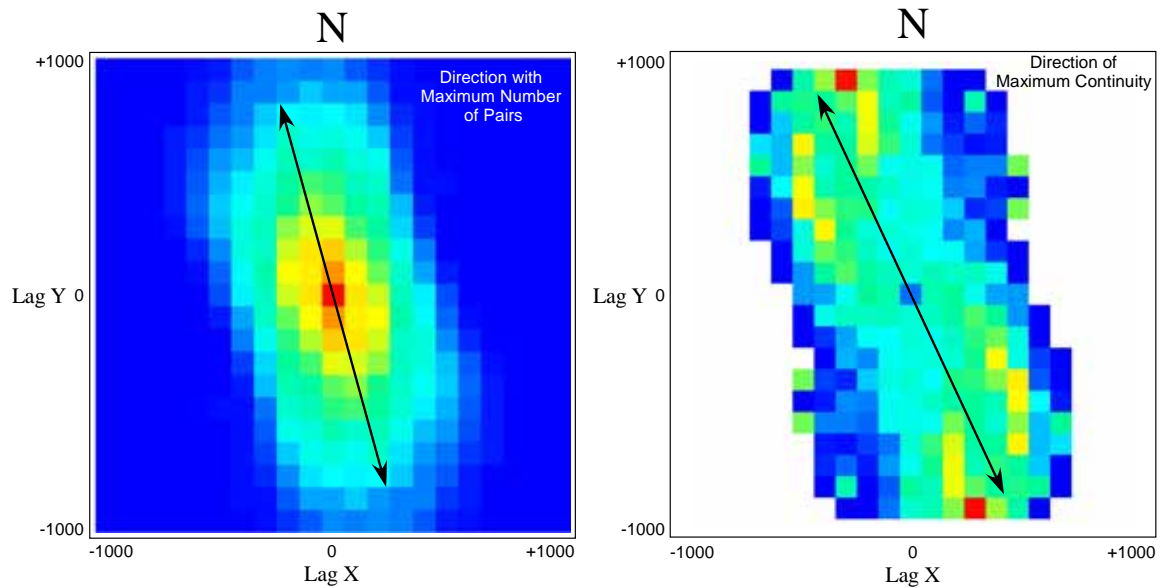 N
+1000
Direction with
Maximum Number
of Pairs
Lag Y 0
-1000
-1000 0 +1000
Lag X
N
+1000
Direction of
Maximum Continuity
Lag Y 0
-1000
-1000 0 +1000
Lag X